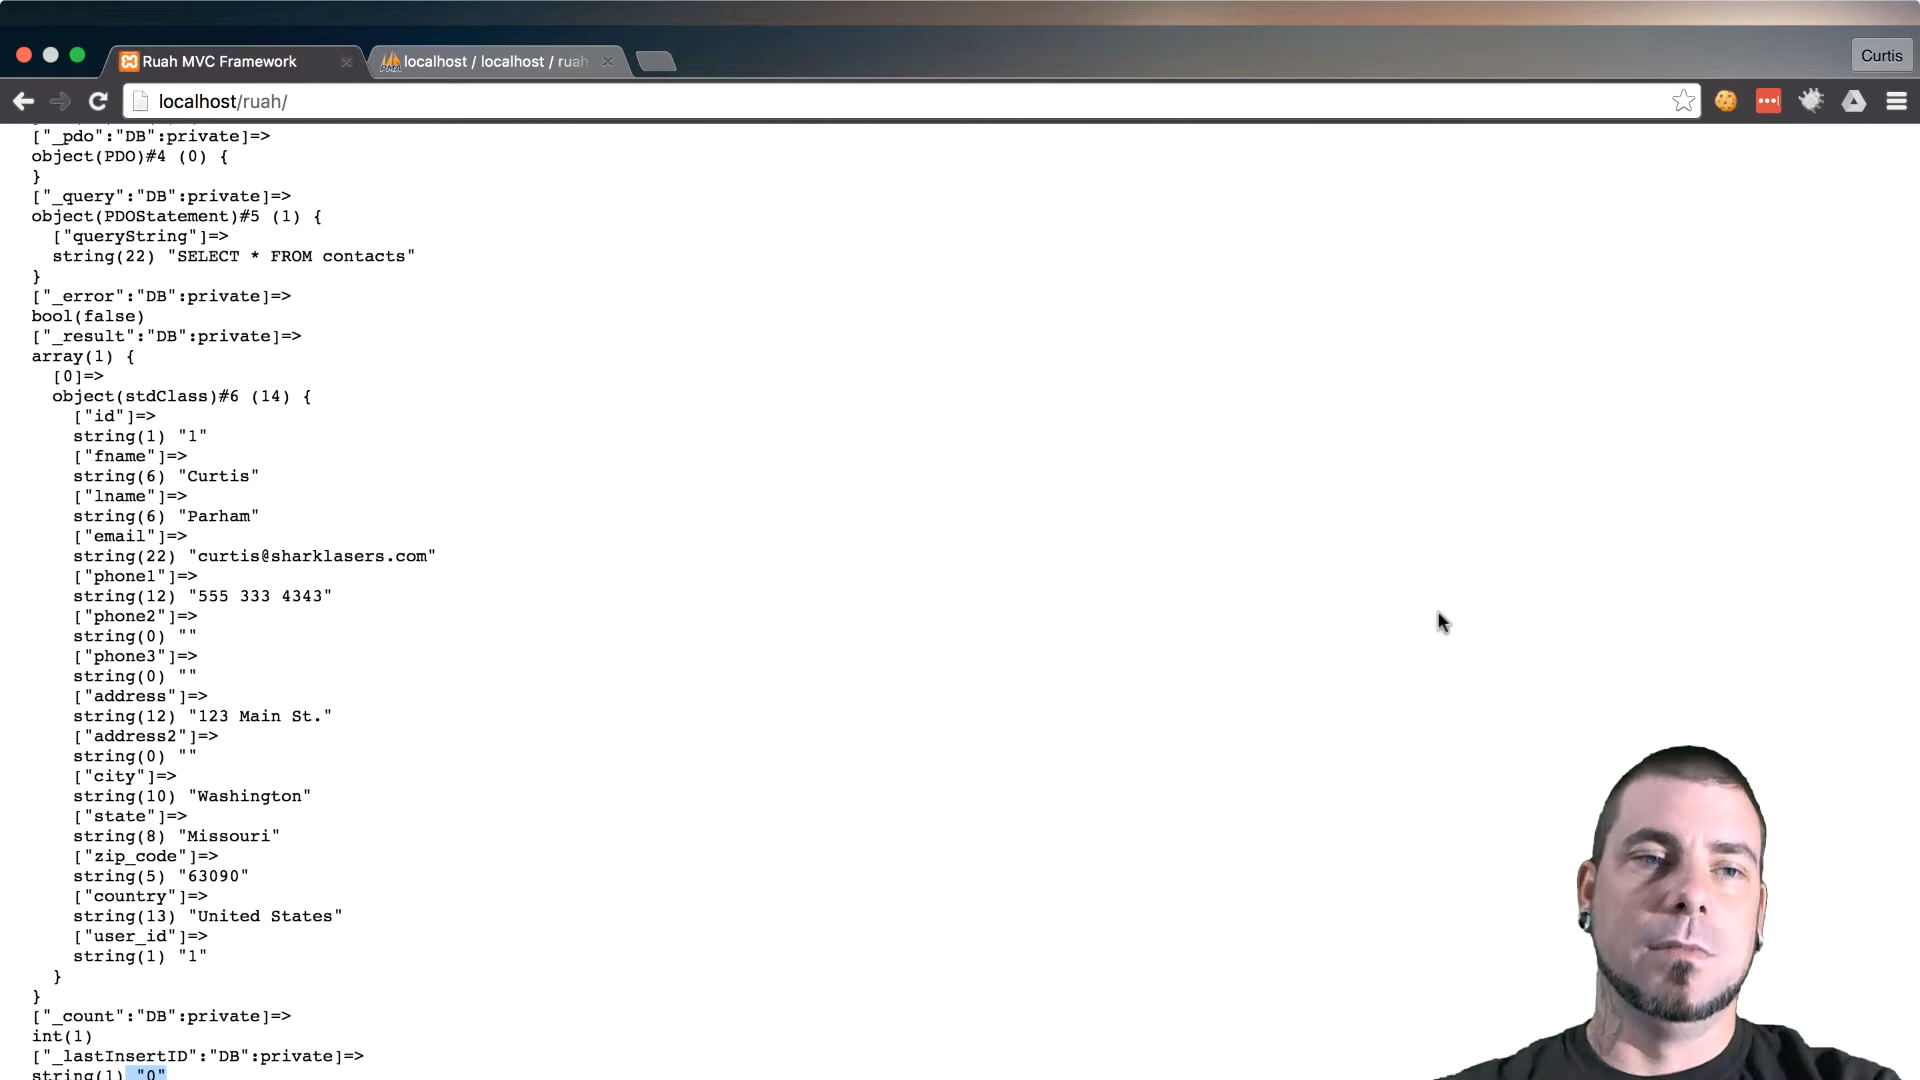 Ruah MVC Framework
localhost / localhost / ruah
Curtis
localhost/ruah/
["_pdo":"DB":private]=>
object(PDO)#4 (0) {
}
["_query":"DB":private]=>
object(PDOStatement)#5 (1) {
["queryString"]=>
string(22) "SELECT * FROM contacts"
}
["_error":"DB":private]=>
bool(false)
["_result":"DB":private]=>
array(1) {
[0]=>
object(stdClass)#6 (14) {
["id"]=>
string(1) "1"
["fname"]=>
string(6) "Curtis"
["lname"]=>
string(6) "Parham"
["email"]=>
string(22) "curtis@sharklasers.com"
["phone1"]=>
string(12) "555 333 4343"
["phone2"]=>
string(0) ""
["phone3"]=>
string(0) ""
["address"]=>
string(12) "123 Main St."
["address2"]=>
string(0) ""
["city"]=>
string(10) "Washington"
["state"]=>
string(8) "Missouri"
["zip_code"]=>
string(5) "63090"
["country"]=>
string(13) "United States"
["user_id"]=>
string(1) "1"
}
}
["_count":"DB":private]=>
int(1)
["_lastInsertID":"DB":private]=>
string(1) "0"